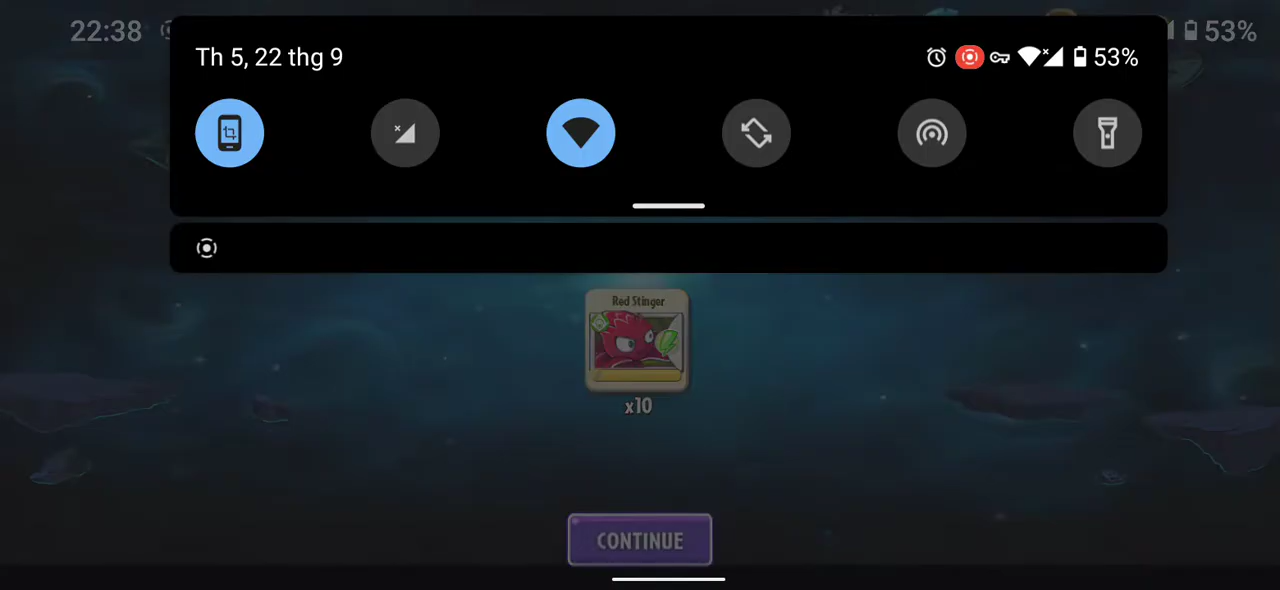 22:38
53%
Th 5, 22 thg 9
53%
Red Stinger
x10
CONTINUE